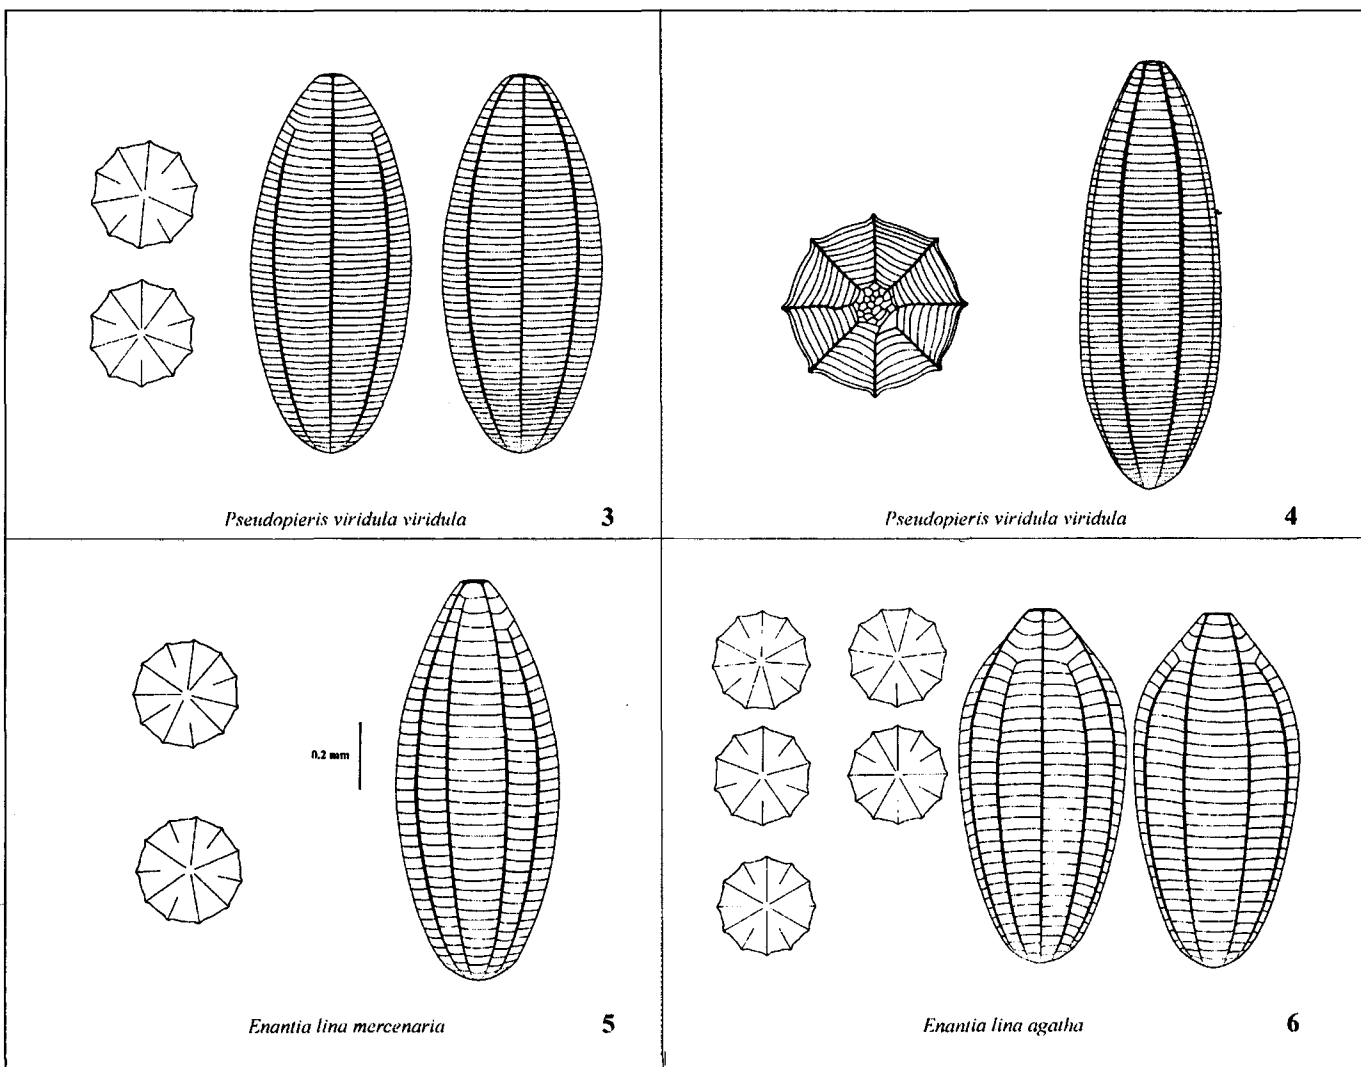 Pseudopieris viridula viridula 3
Pseudopieris viridula viridula 4
0.2 mm
Enantia lina mercenaria 5
Enantia lina agatha 6